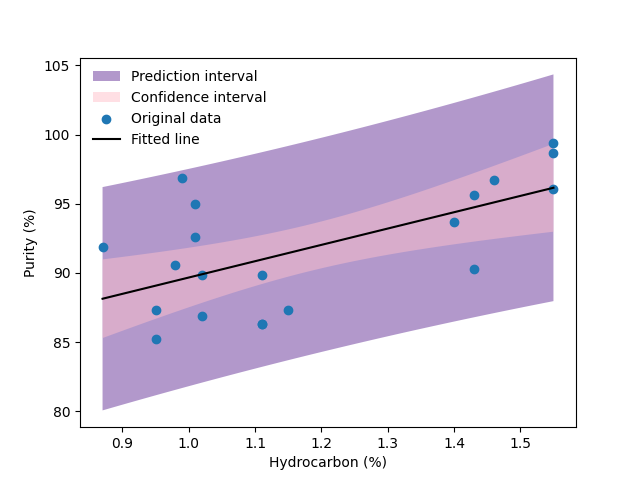 105
100
95
90
85
80
Purity (%)
Prediction interval
Confidence interval
Original data
Fitted line
0.9 1.0 1.1 1.2 1.3 1.4 1.5
Hydrocarbon (%)